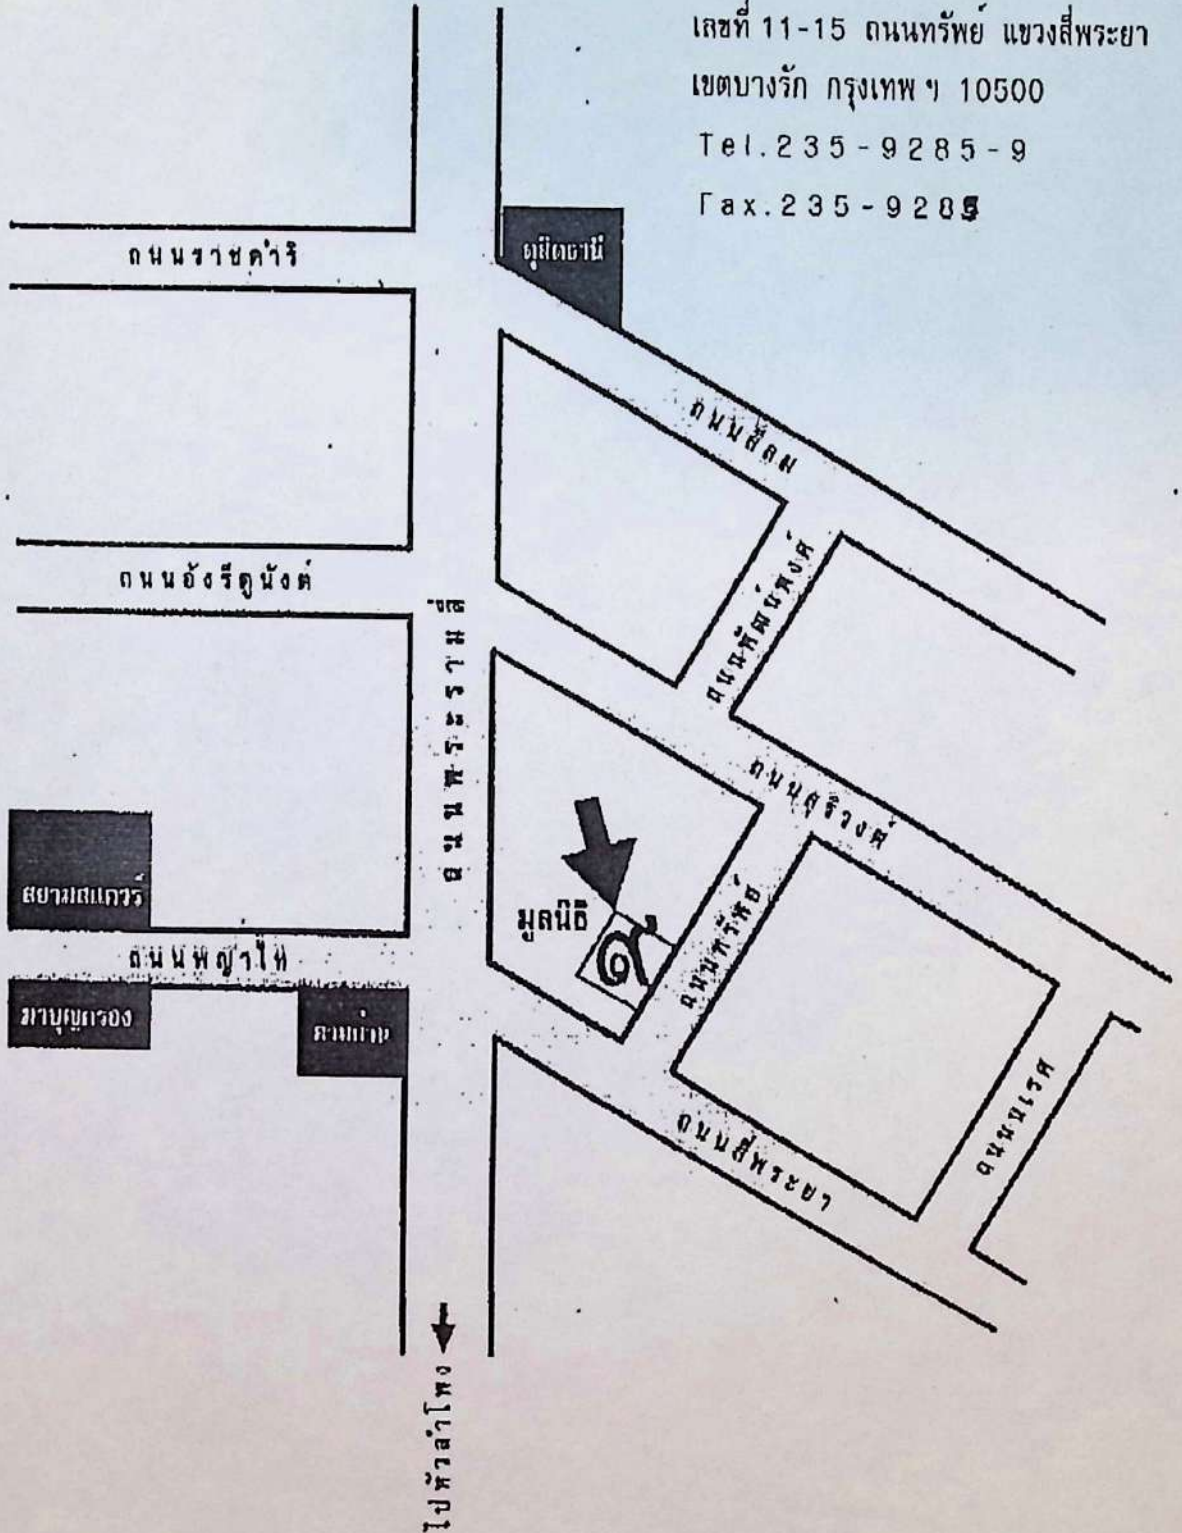 เลขที่ 11-15 ถนนทรัพย์ แขวงสี่พระยา
เขตบางรัก กรุงเทพ ฯ 10500
Tel.235-9285-9
Fax.235-9285
ถนนราชดำริ
ดุสิตธานี
ถนนสีลม
ถนนอังรีดูนังต์
ถนนพัฒน์พงศ์
ถนนพระราม
ถนนสุริวงศ์
สยามสแควร์
มูลนิธิ
๙
ถนนทรัพย์
ถนนพญาไท
มาบุญครอง
สามย่าน
ถนนสี่พระยา
ถนนนเรศ
ไปหัวลำโพง